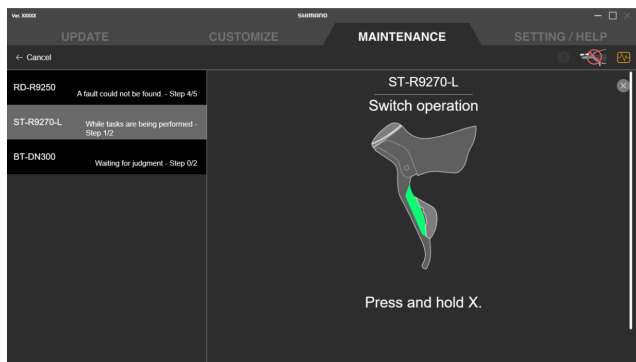 Ver. XXXXX
SHIMANO
UPDATE
CUSTOMIZE
MAINTENANCE
SETTING / HELP
← Cancel
RD-R9250
A fault could not be found. - Step 4/5
ST-R9270-L
While tasks are being performed -
Step 1/2
BT-DN300
Waiting for judgment - Step 0/2
ST-R9270-L
Switch operation
Press and hold X.